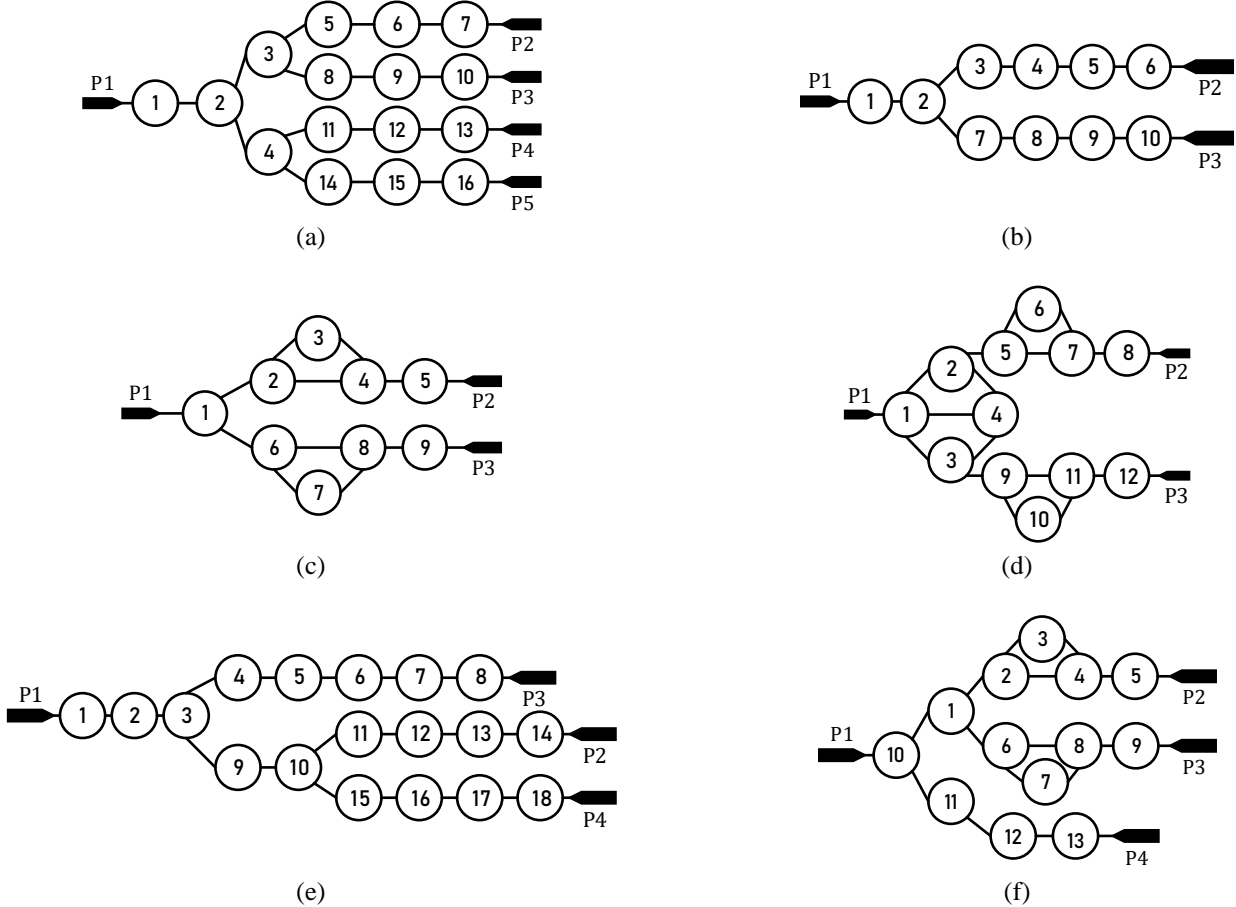 5 6 7 P2
3
P1 8 9 10 P3
1 2
11 12 13 P4
4
14 15 16 P5
(a)
3 4 5 6 P2
P1 1 2
7 8 9 10 P3
(b)
3
P1 2 4 5 P2
1
6 8 9 P3
7
(c)
6
2 5 7 8 P2
P1 1 4
3 9 11 12 P3
10
(d)
4 5 6 7 8 P3
P1 1 2 3
11 12 13 14 P2
9 10
15 16 17 18 P4
(e)
3
2 4 5 P2
1
P1 6 8 9 P3
10 7
11
12 13 P4
(f)